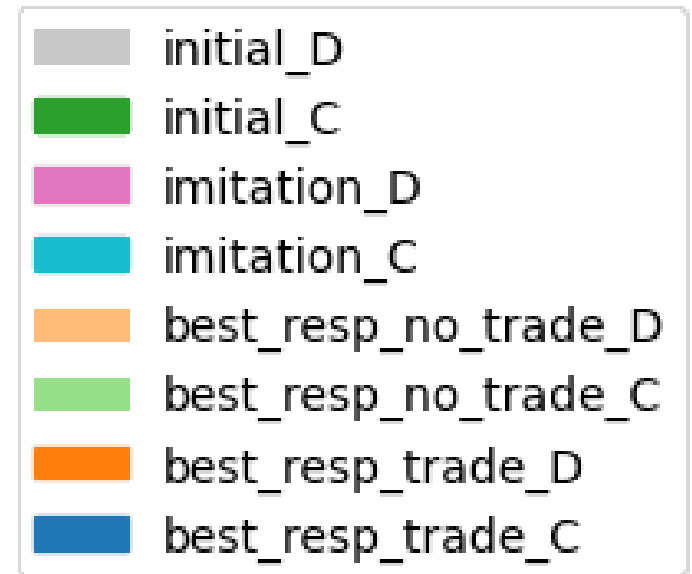 initial_D
initial_C
imitation_D
imitation_C
best_resp_no_trade_D
best_resp_no_trade_C
best_resp_trade_D
best_resp_trade_C